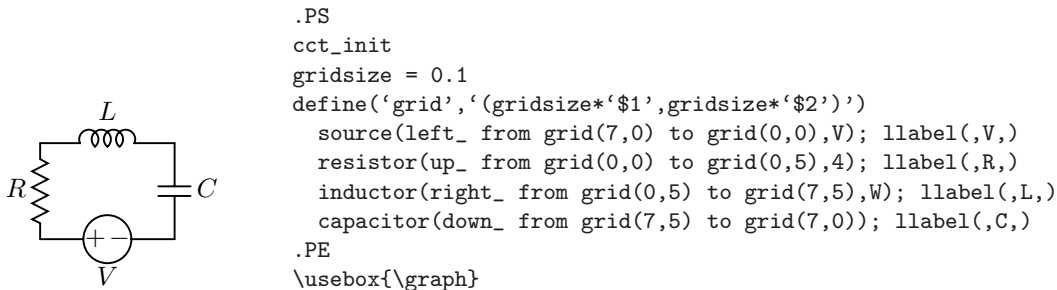 L
R
C
+ −
V
.PS
cct_init
gridsize = 0.1
define(‘grid’,‘(gridsize*‘$1’,gridsize*‘$2’)’)
source(left_ from grid(7,0) to grid(0,0),V); llabel(,V,)
resistor(up_ from grid(0,0) to grid(0,5),4); llabel(,R,)
inductor(right_ from grid(0,5) to grid(7,5),W); llabel(,L,)
capacitor(down_ from grid(7,5) to grid(7,0)); llabel(,C,)
.PE
\usebox{\graph}